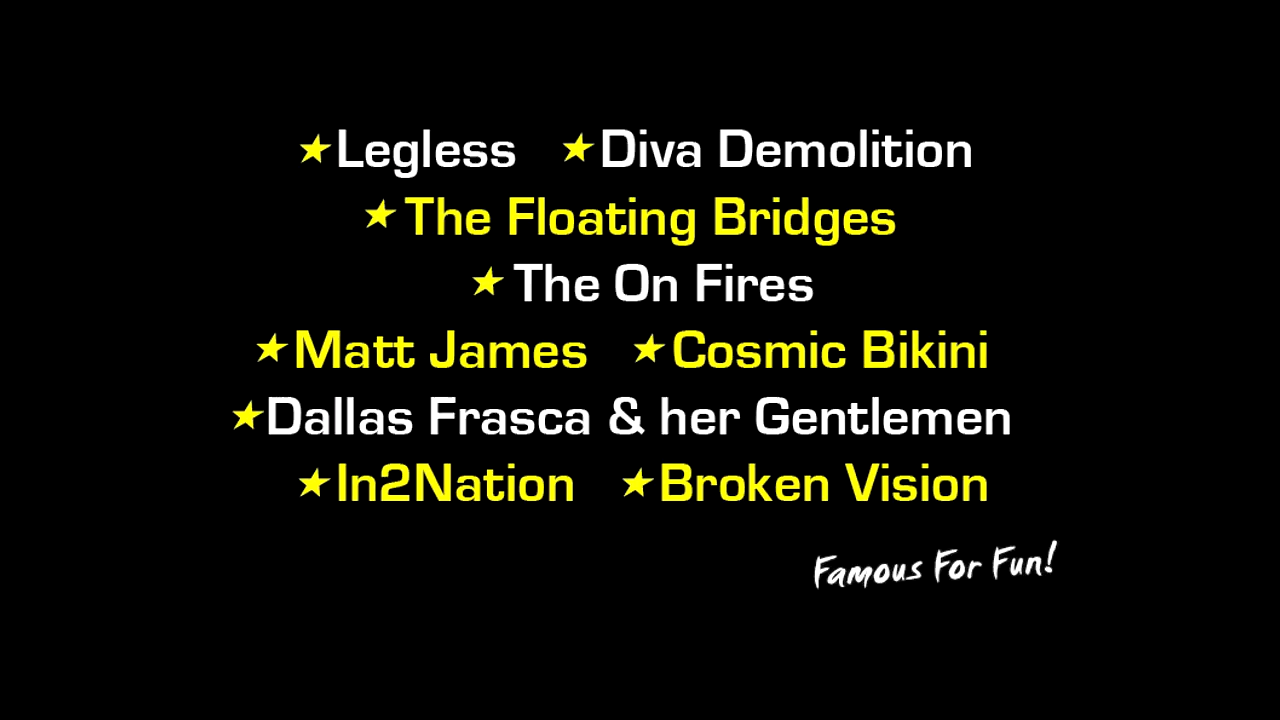 ★Legless ★Diva Demolition
★The Floating Bridges
★The On Fires
★Matt James ★Cosmic Bikini
★Dallas Frasca & her Gentlemen
★In2Nation ★Broken Vision
Famous For Fun!